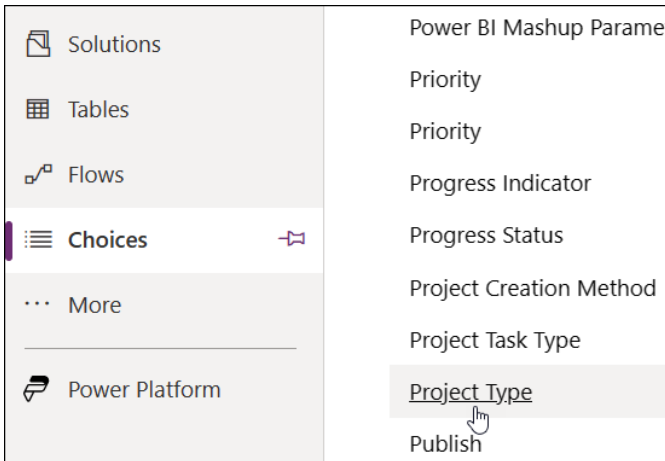 Solutions
Tables
Flows
Choices
More
Power Platform
Power BI Mashup Parame
Priority
Priority
Progress Indicator
Progress Status
Project Creation Method
Project Task Type
Project Type
Publish